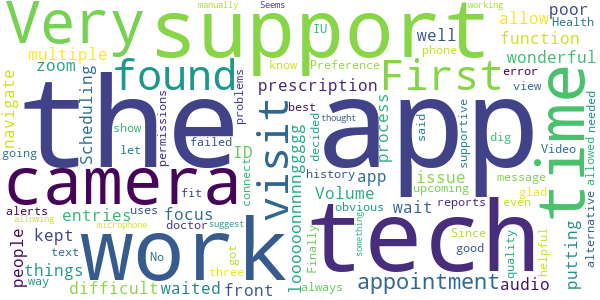 manually Seems
Very support IU allow poor
multiple well function Health
working
zoom found know Preference phone First error wonderful
navigate Scheduling prescription best view
the app
going show permissions problems dig Video
let failed ID connect visit looooooonnnnnggggg decided thought said process supportive time
camera fit history app issue upcoming message
alerts uses doctor suggest Volume obvious wait reports glad
allowing entries focus Since even
people kept microphone work Finally something tech good quality helpful putting alternative allowed needed
text No got
things way difficult waited three front always appointment audio